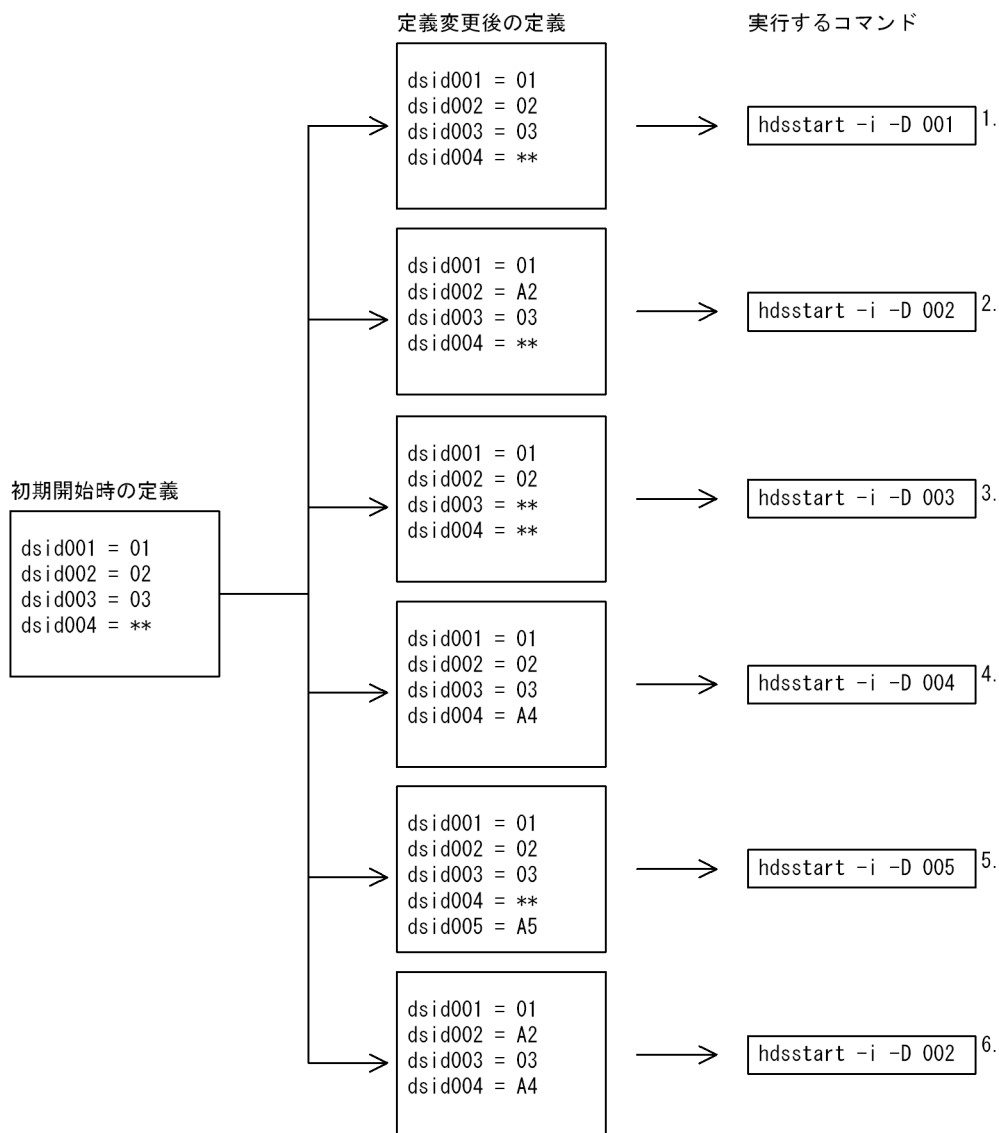 定義変更後の定義
実行するコマンド
dsid001 = 01
dsid002 = 02
dsid003 = 03
dsid004 = **
hdsstart -i -D 001
1.
dsid001 = 01
dsid002 = A2
dsid003 = 03
dsid004 = **
hdsstart -i -D 002
2.
dsid001 = 01
dsid002 = 02
dsid003 = **
dsid004 = **
hdsstart -i -D 003
3.
初期開始時の定義
dsid001 = 01
dsid002 = 02
dsid003 = 03
dsid004 = **
dsid001 = 01
dsid002 = 02
dsid003 = 03
dsid004 = A4
hdsstart -i -D 004
4.
dsid001 = 01
dsid002 = 02
dsid003 = 03
dsid004 = **
dsid005 = A5
hdsstart -i -D 005
5.
dsid001 = 01
dsid002 = A2
dsid003 = 03
dsid004 = A4
hdsstart -i -D 002
6.